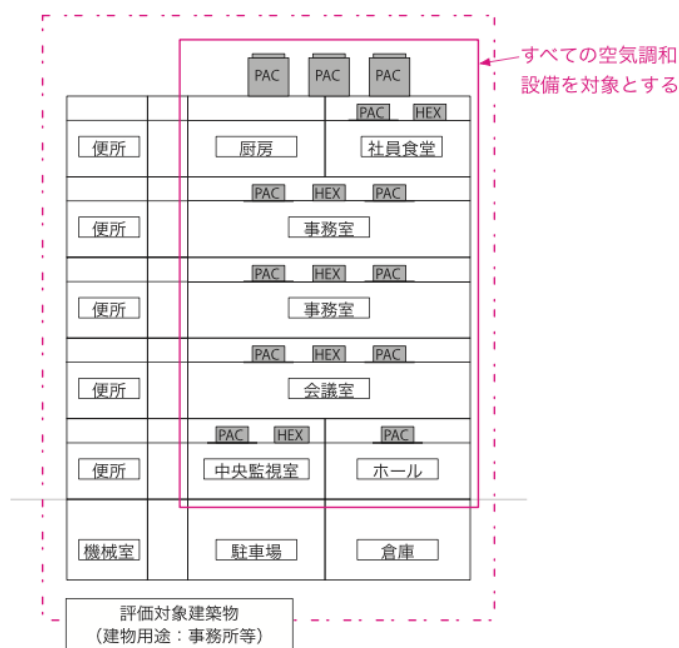 すべての空気調和
設備を対象とする
PAC PAC PAC
PAC HEX
便所 厨房 社員食堂
PAC HEX PAC
便所 事務室
PAC HEX PAC
便所 事務室
PAC HEX PAC
便所 会議室
PAC HEX PAC
便所 中央監視室 ホール
機械室 駐車場 倉庫
評価対象建築物
（建物用途：事務所等）